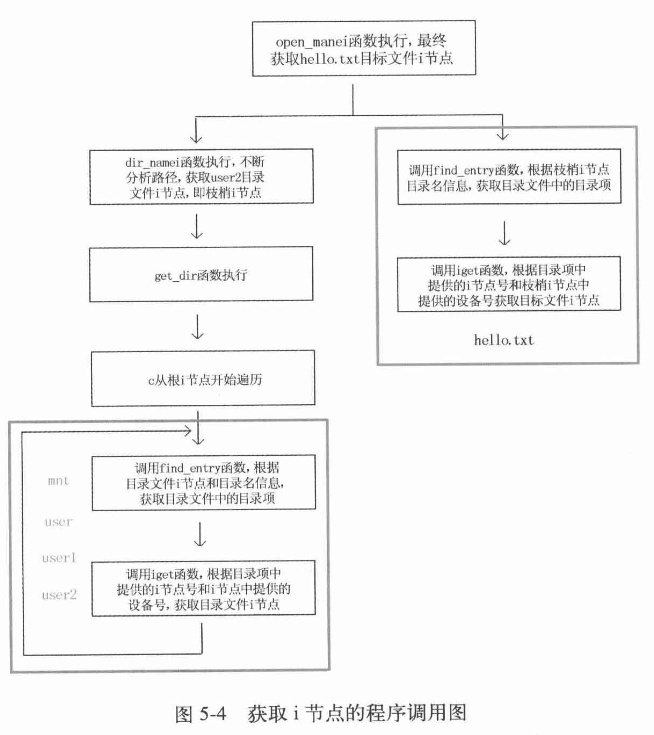 open_manei函数执行,最终
获取hello.txt目标文件i节点
dir_namei函数执行,不断
分析路径,获取user2目录
文件i节点,即枝梢i节点
get_dir函数执行
c从根i节点开始遍历
调用find_entry函数,根据
目录文件i节点和目录名信息,
获取目录文件中的目录项
调用iget函数,根据目录项中
提供的i节点号和i节点中提供的
设备号,获取目录文件i节点
mnt
user
user1
user2
调用find_entry函数,根据枝梢i节点
目录名信息,获取目录文件中的目录项
调用iget函数,根据目录项中
提供的i节点号和枝梢i节点中
提供的设备号获取目标文件i节点
hello.txt
图 5-4 获取 i 节点的程序调用图